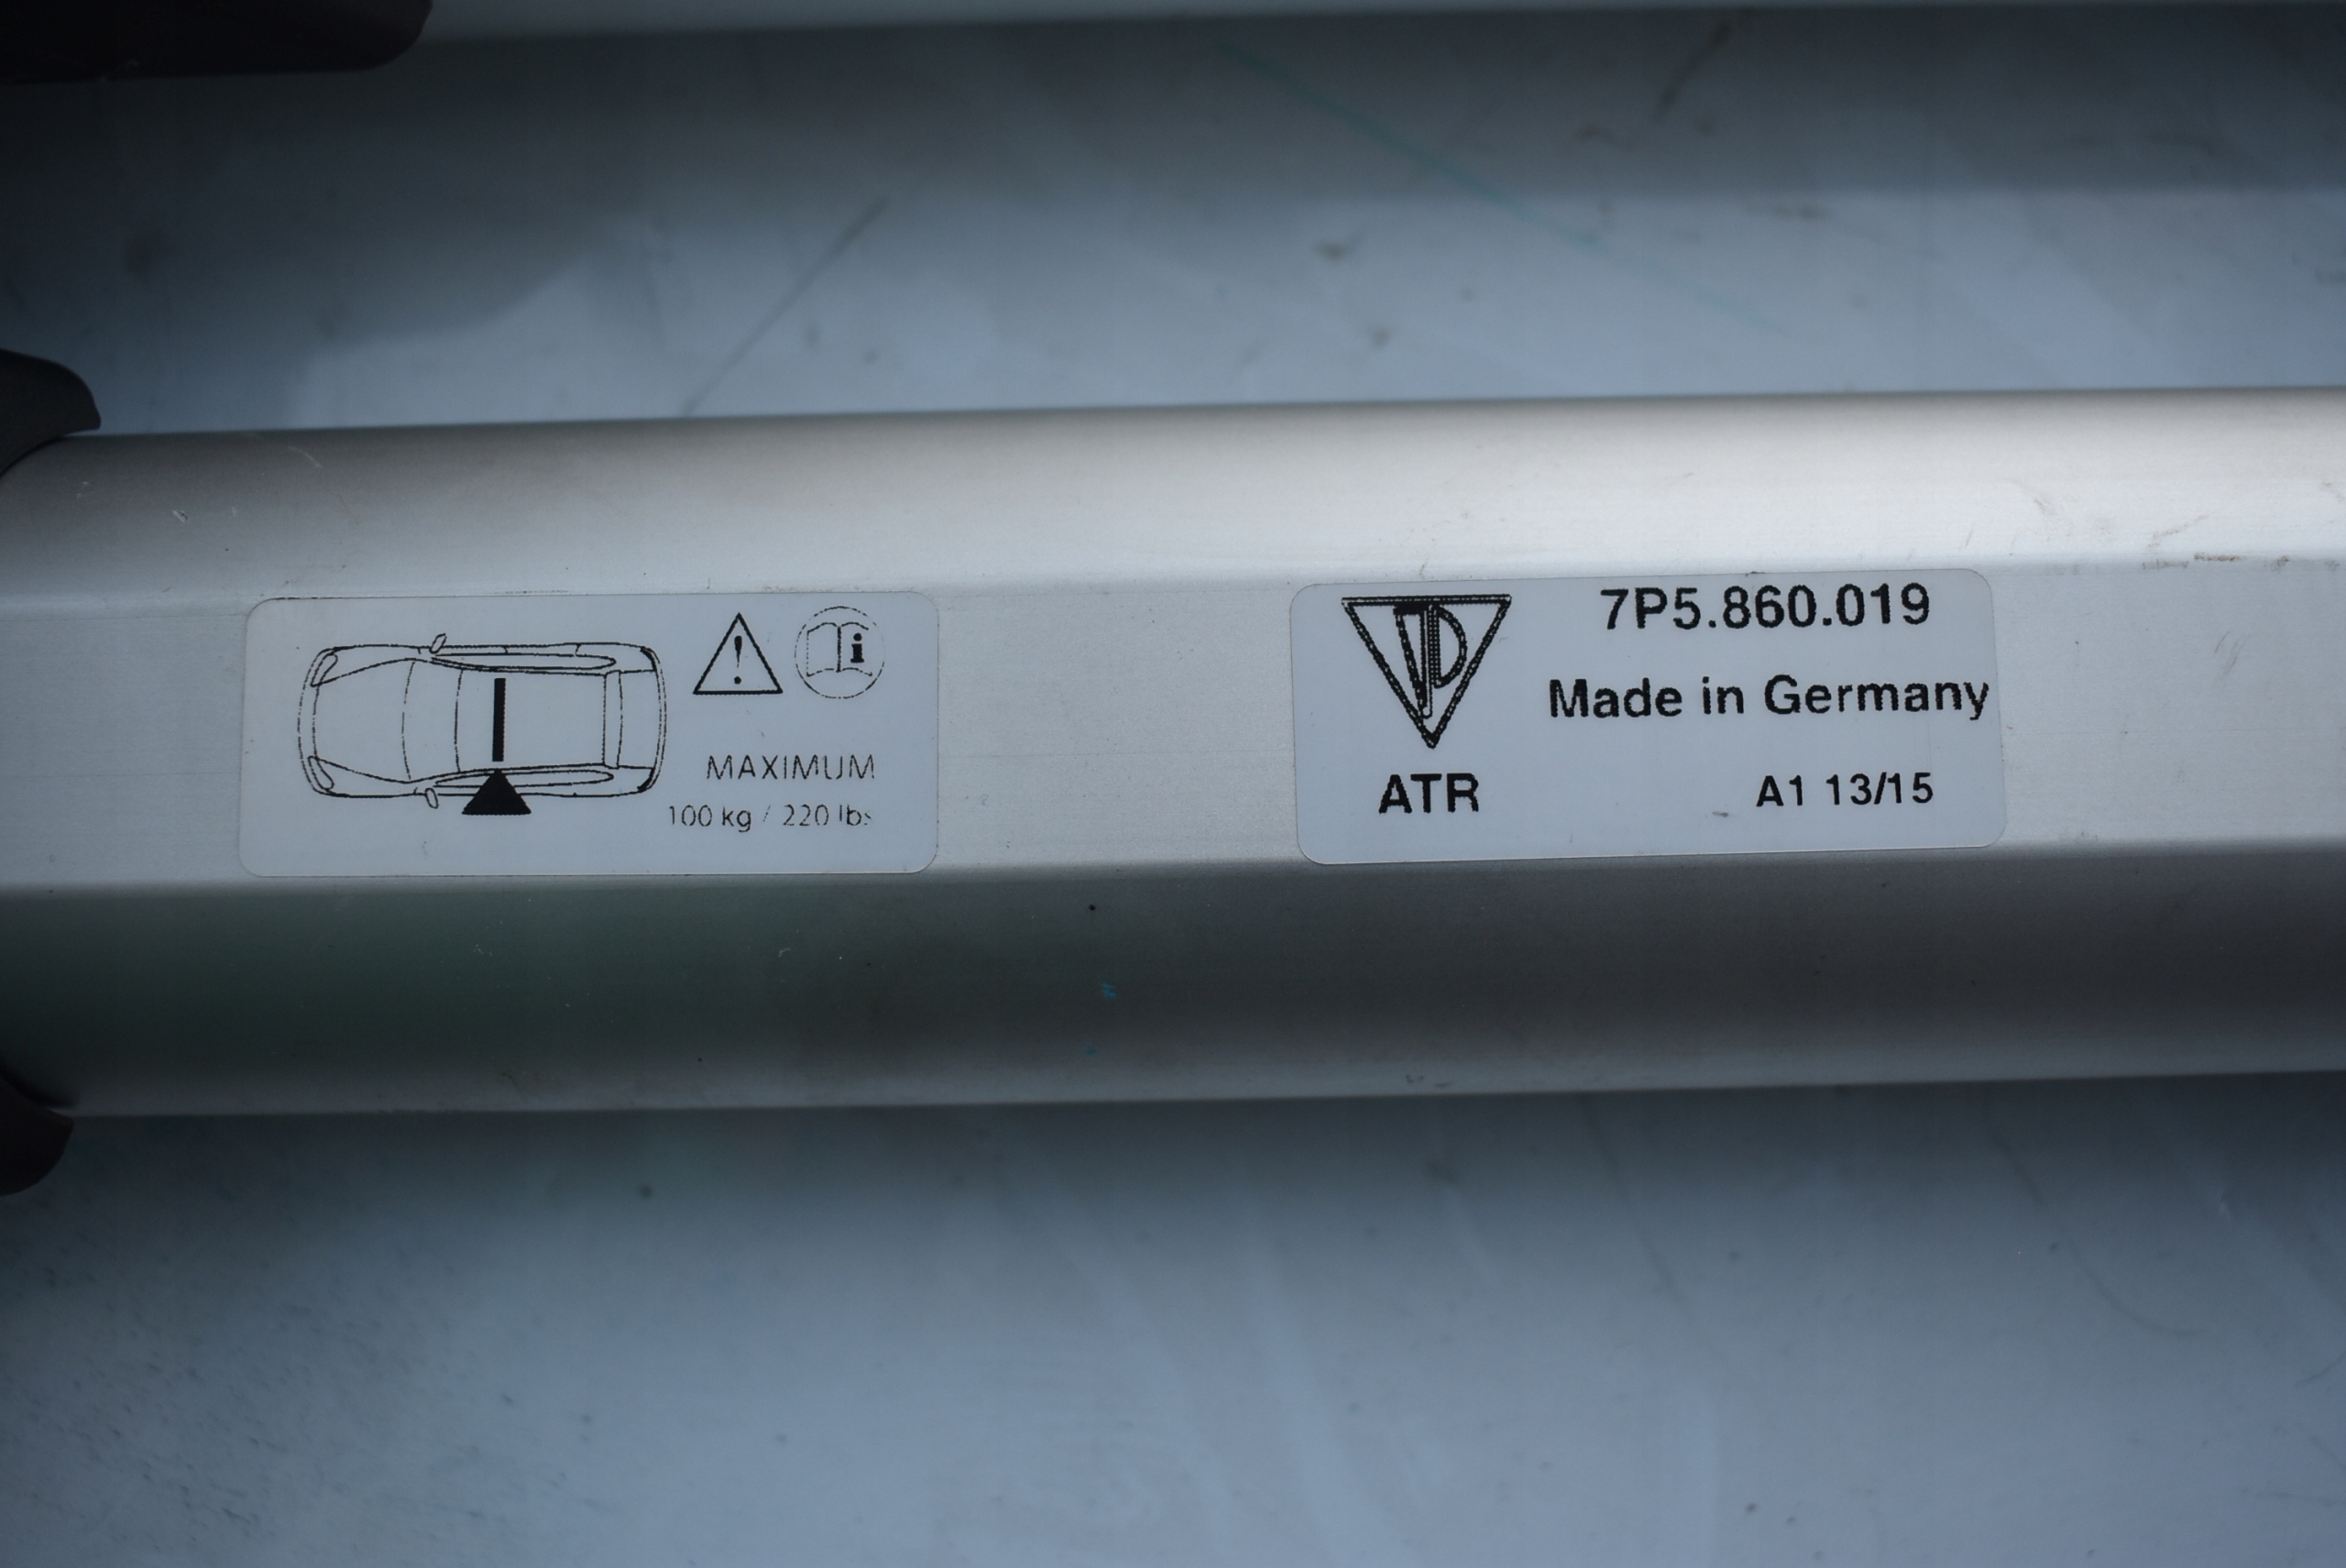 MAXIMUM
100 kg / 220 lbs
7P5.860.019
Made in Germany
ATR
A1 13/15